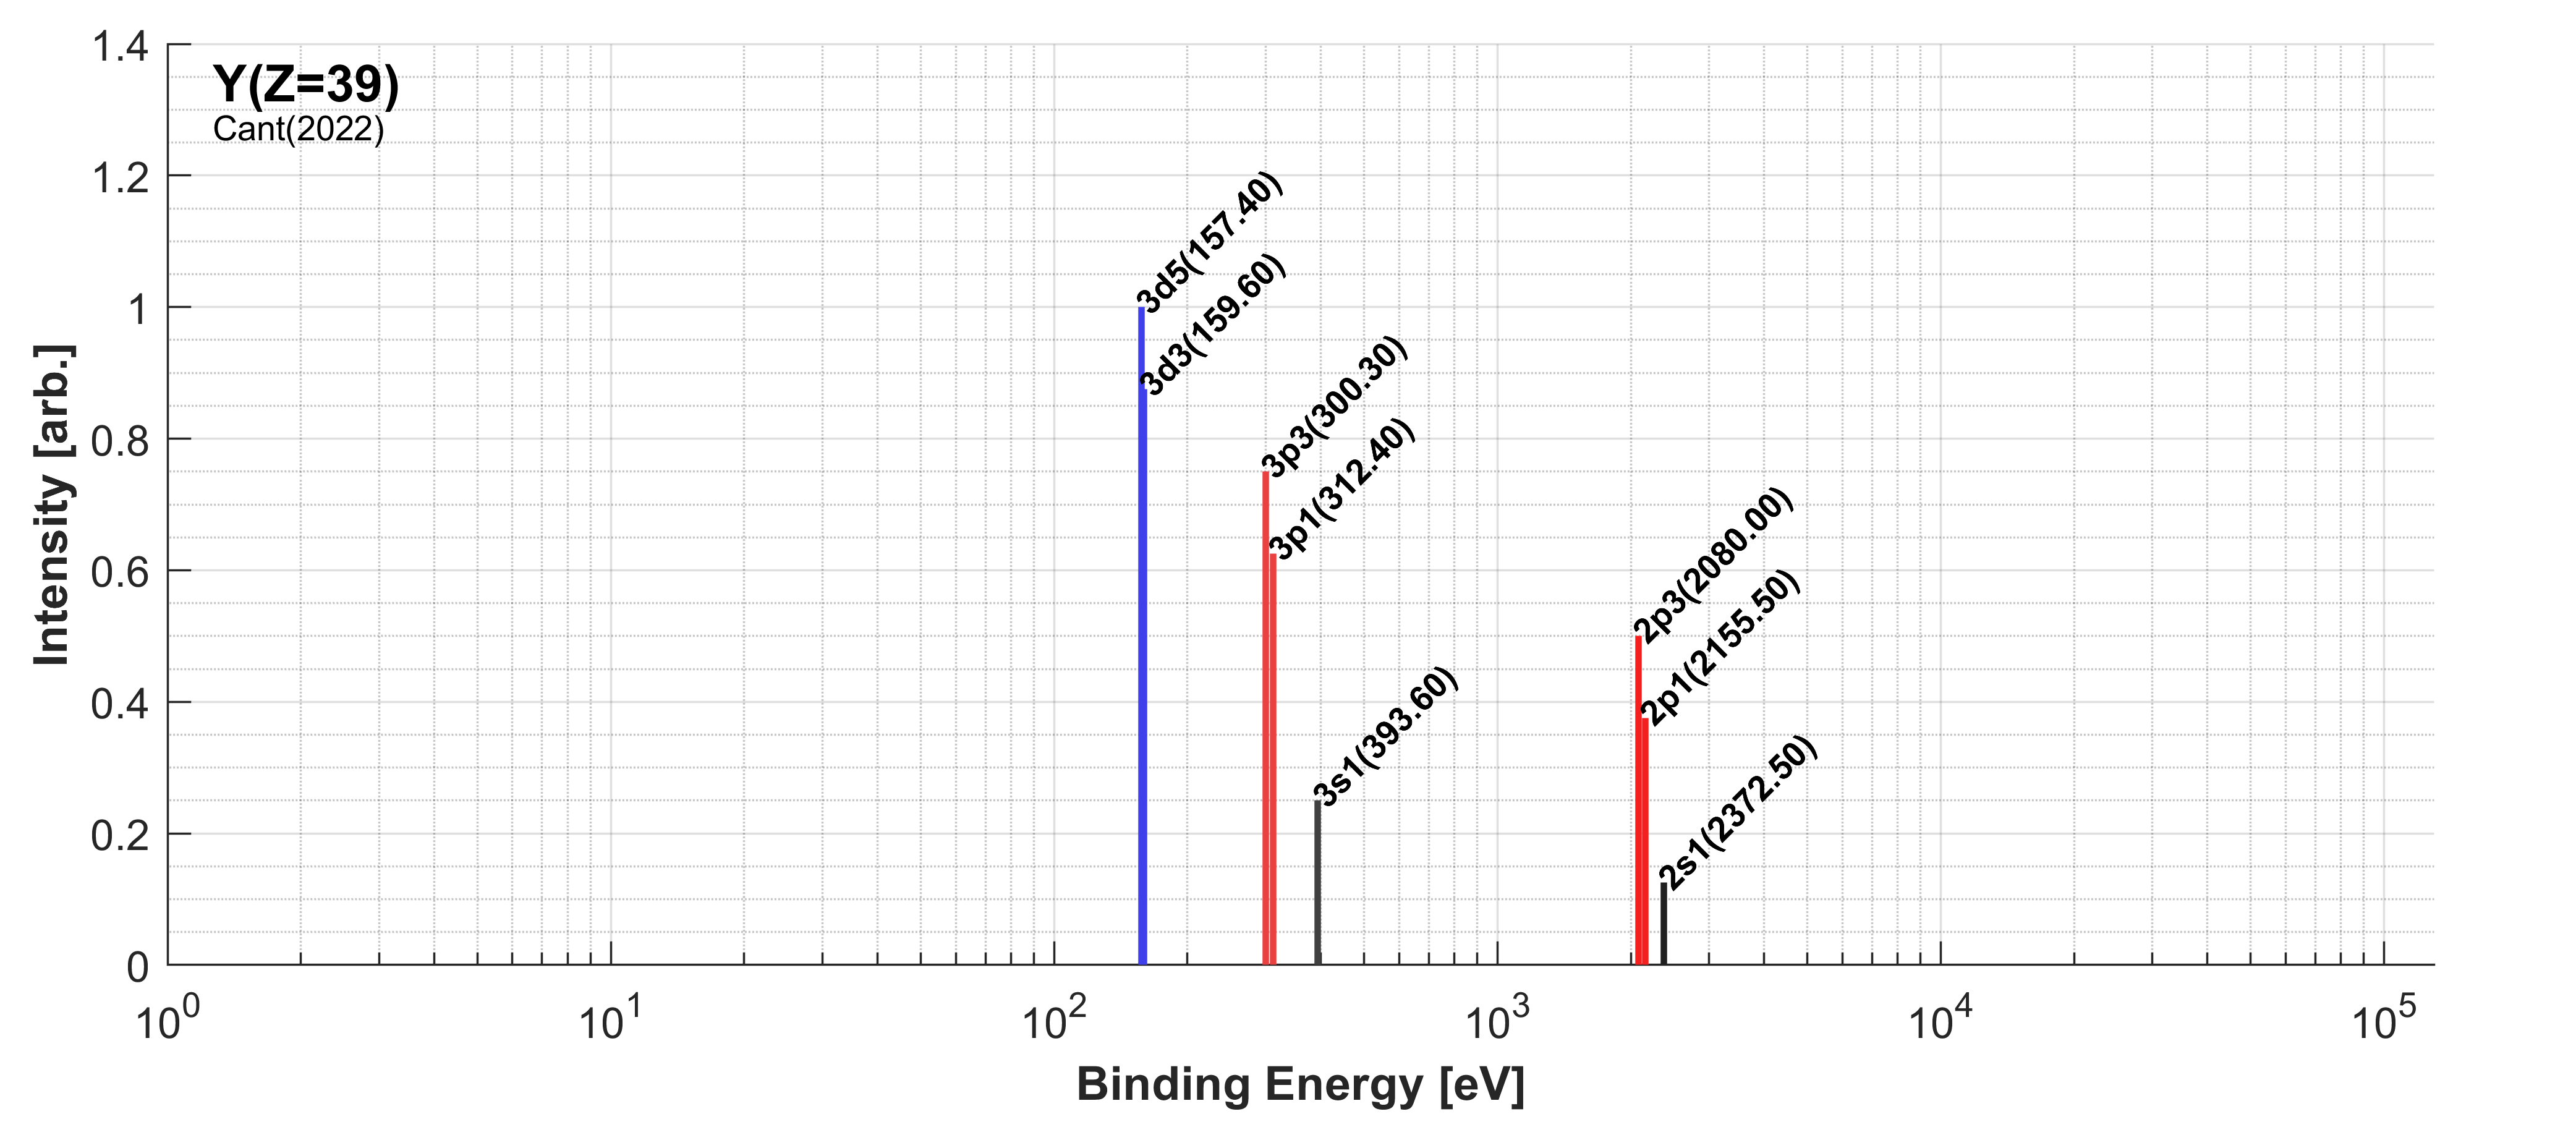 Y(Z=39)
Cant(2022)
1.4
1.2
1
0.8
0.6
0.4
0.2
0
Intensity [arb.]
3d5(157.40)
3d3(159.60)
3p3(300.30)
3p1(312.40)
3s1(393.60)
2p3(2080.00)
2p1(2155.50)
2s1(2372.50)
10^0 10^1 10^2 10^3 10^4 10^5
Binding Energy [eV]